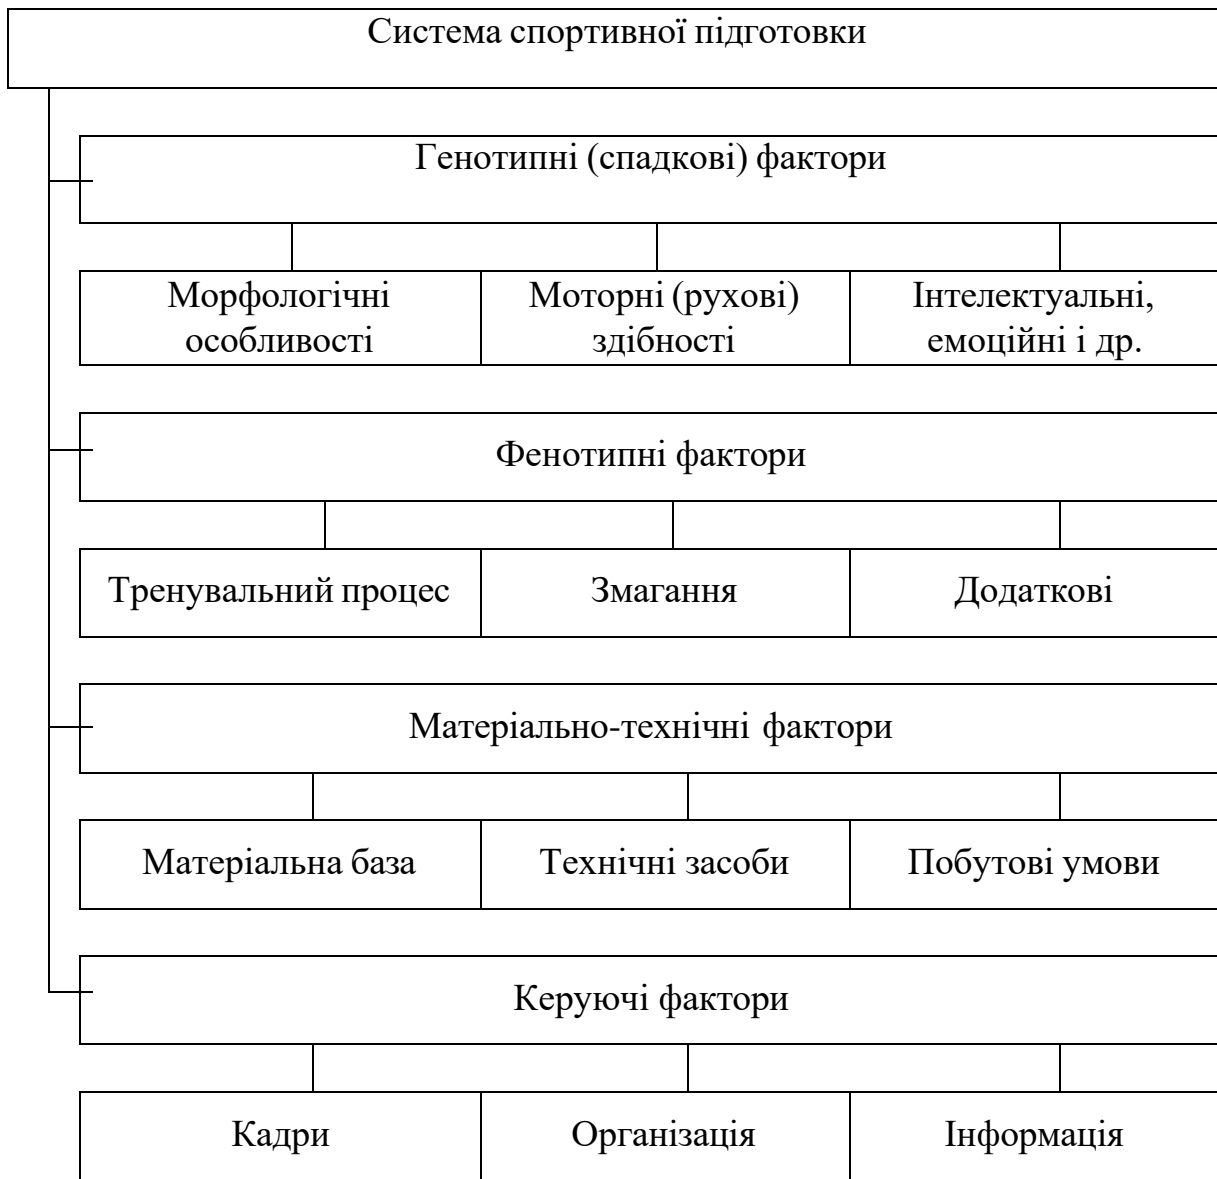 Система спортивної підготовки
Генотипні (спадкові) фактори
Морфологічні
особливості
Моторні (рухові)
здібності
Інтелектуальні,
емоційні і др.
Фенотипні фактори
Тренувальний процес
Змагання
Додаткові
Матеріально-технічні фактори
Матеріальна база
Технічні засоби
Побутові умови
Керуючі фактори
Кадри
Організація
Інформація